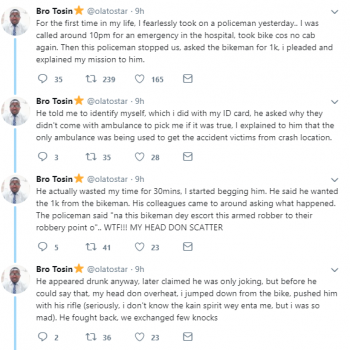 Bro Tosin @olatostar · 9h
For the first time in my life, I fearlessly took on a policeman yesterday.. I was
called around 10pm for an emergency in the hospital, took bike cos no cab
again. Then this policeman stopped us, asked the bikeman for 1k, i pleaded and
explained my mission to him.
35 239 165
Bro Tosin @olatostar · 9h
He told me to identify myself, which i did with my ID card, he asked why they
didn't come with ambulance to pick me if it was true, I explained to him that the
only ambulance was being used to get the accident victims from crash location.
3 35 28
Bro Tosin @olatostar · 9h
He actually wasted my time for 30mins, I started begging him. He said he wanted
the 1k from the bikeman. His colleagues came to around asking what happened.
The policeman said "na this bikeman dey escort this armed robber to their
robbery point o".. WTF!!! MY HEAD DON SCATTER
5 41 23
Bro Tosin @olatostar · 9h
He appeared drunk anyway, later claimed he was only joking, but before he
could say that, my head don overheat, i jumped down from the bike, pushed him
with his rifle (seriously. i don't know the kain spirit wey enta me, but i was so
mad). He fought back, we exchanged few knocks
2 36 23